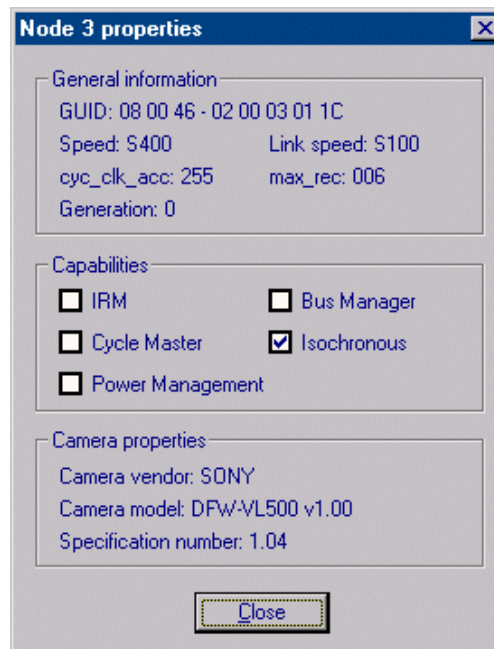 Node 3 properties
General information
GUID: 08 00 46 - 02 00 03 01 1C
Speed: S400 Link speed: S100
cyc_clk_acc: 255 max_rec: 006
Generation: 0
Capabilities
IRM Bus Manager
Cycle Master Isochronous
Power Management
Camera properties
Camera vendor: SONY
Camera model: DFW-VL500 v1.00
Specification number: 1.04
Close